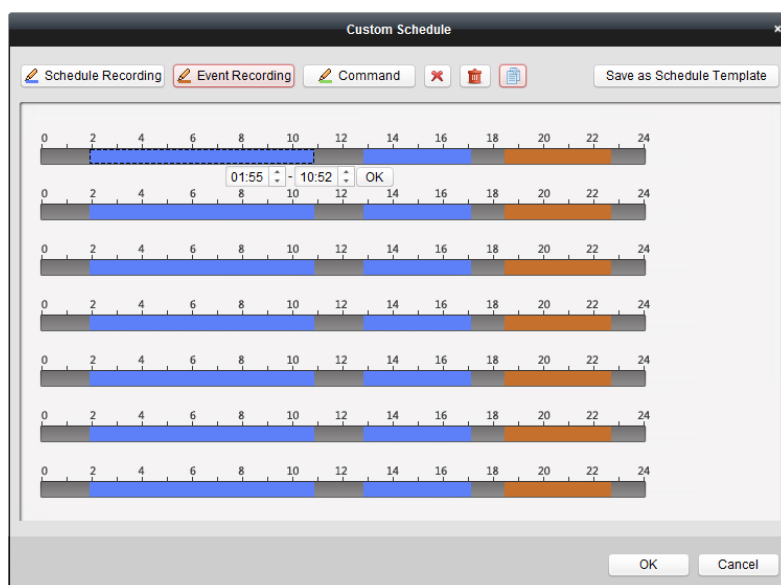 Custom Schedule
×
Schedule Recording Event Recording Command Save as Schedule Template
0 2 4 6 8 10 12 14 16 18 20 22 24
01:55 - 10:52 OK
0 2 4 6 8 10 12 14 16 18 20 22 24
0 2 4 6 8 10 12 14 16 18 20 22 24
0 2 4 6 8 10 12 14 16 18 20 22 24
0 2 4 6 8 10 12 14 16 18 20 22 24
0 2 4 6 8 10 12 14 16 18 20 22 24
0 2 4 6 8 10 12 14 16 18 20 22 24
OK Cancel